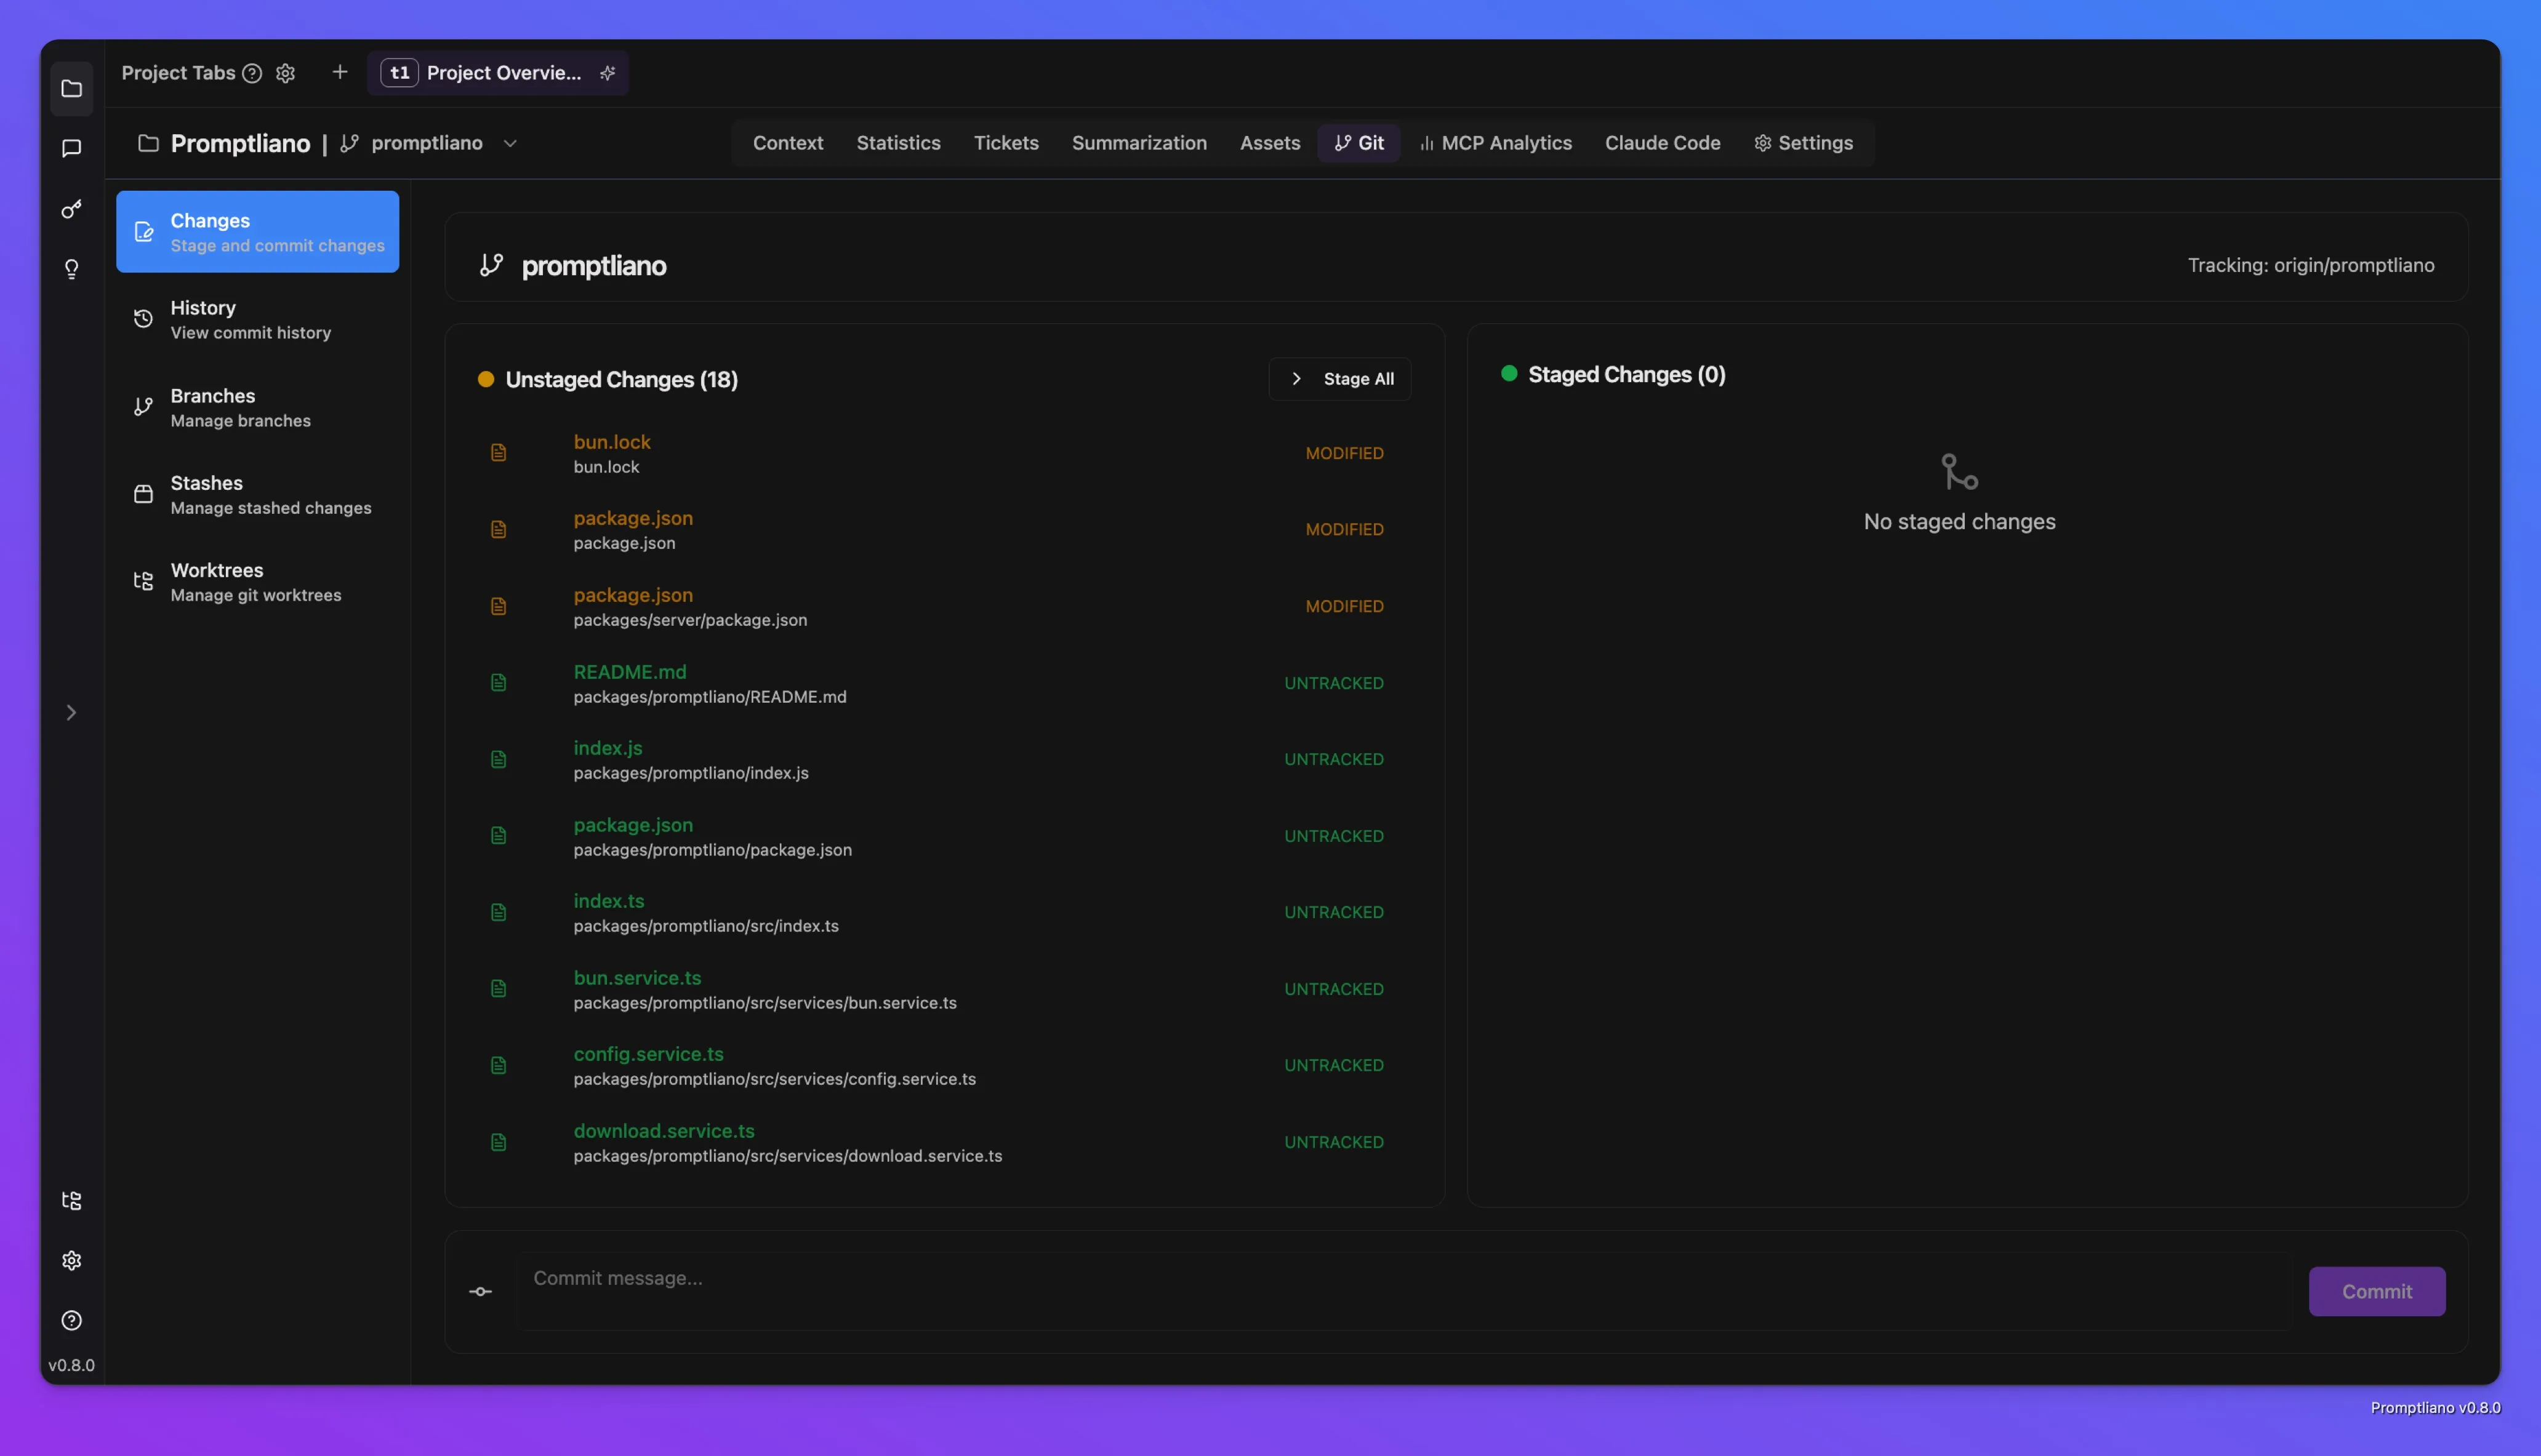 Project Tabs
t1 Project Overvie...
Promptliano | promptliano
Context Statistics Tickets Summarization Assets Git MCP Analytics Claude Code Settings
Changes
Stage and commit changes
History
View commit history
Branches
Manage branches
Stashes
Manage stashed changes
Worktrees
Manage git worktrees
v0.8.0
promptliano
Tracking: origin/promptliano
Unstaged Changes (18)
Stage All
bun.lock
bun.lock
MODIFIED
package.json
package.json
MODIFIED
package.json
packages/server/package.json
MODIFIED
README.md
packages/promptliano/README.md
UNTRACKED
index.js
packages/promptliano/index.js
UNTRACKED
package.json
packages/promptliano/package.json
UNTRACKED
index.ts
packages/promptliano/src/index.ts
UNTRACKED
bun.service.ts
packages/promptliano/src/services/bun.service.ts
UNTRACKED
config.service.ts
packages/promptliano/src/services/config.service.ts
UNTRACKED
download.service.ts
packages/promptliano/src/services/download.service.ts
UNTRACKED
Staged Changes (0)
No staged changes
Commit message...
Commit
Promptliano v0.8.0